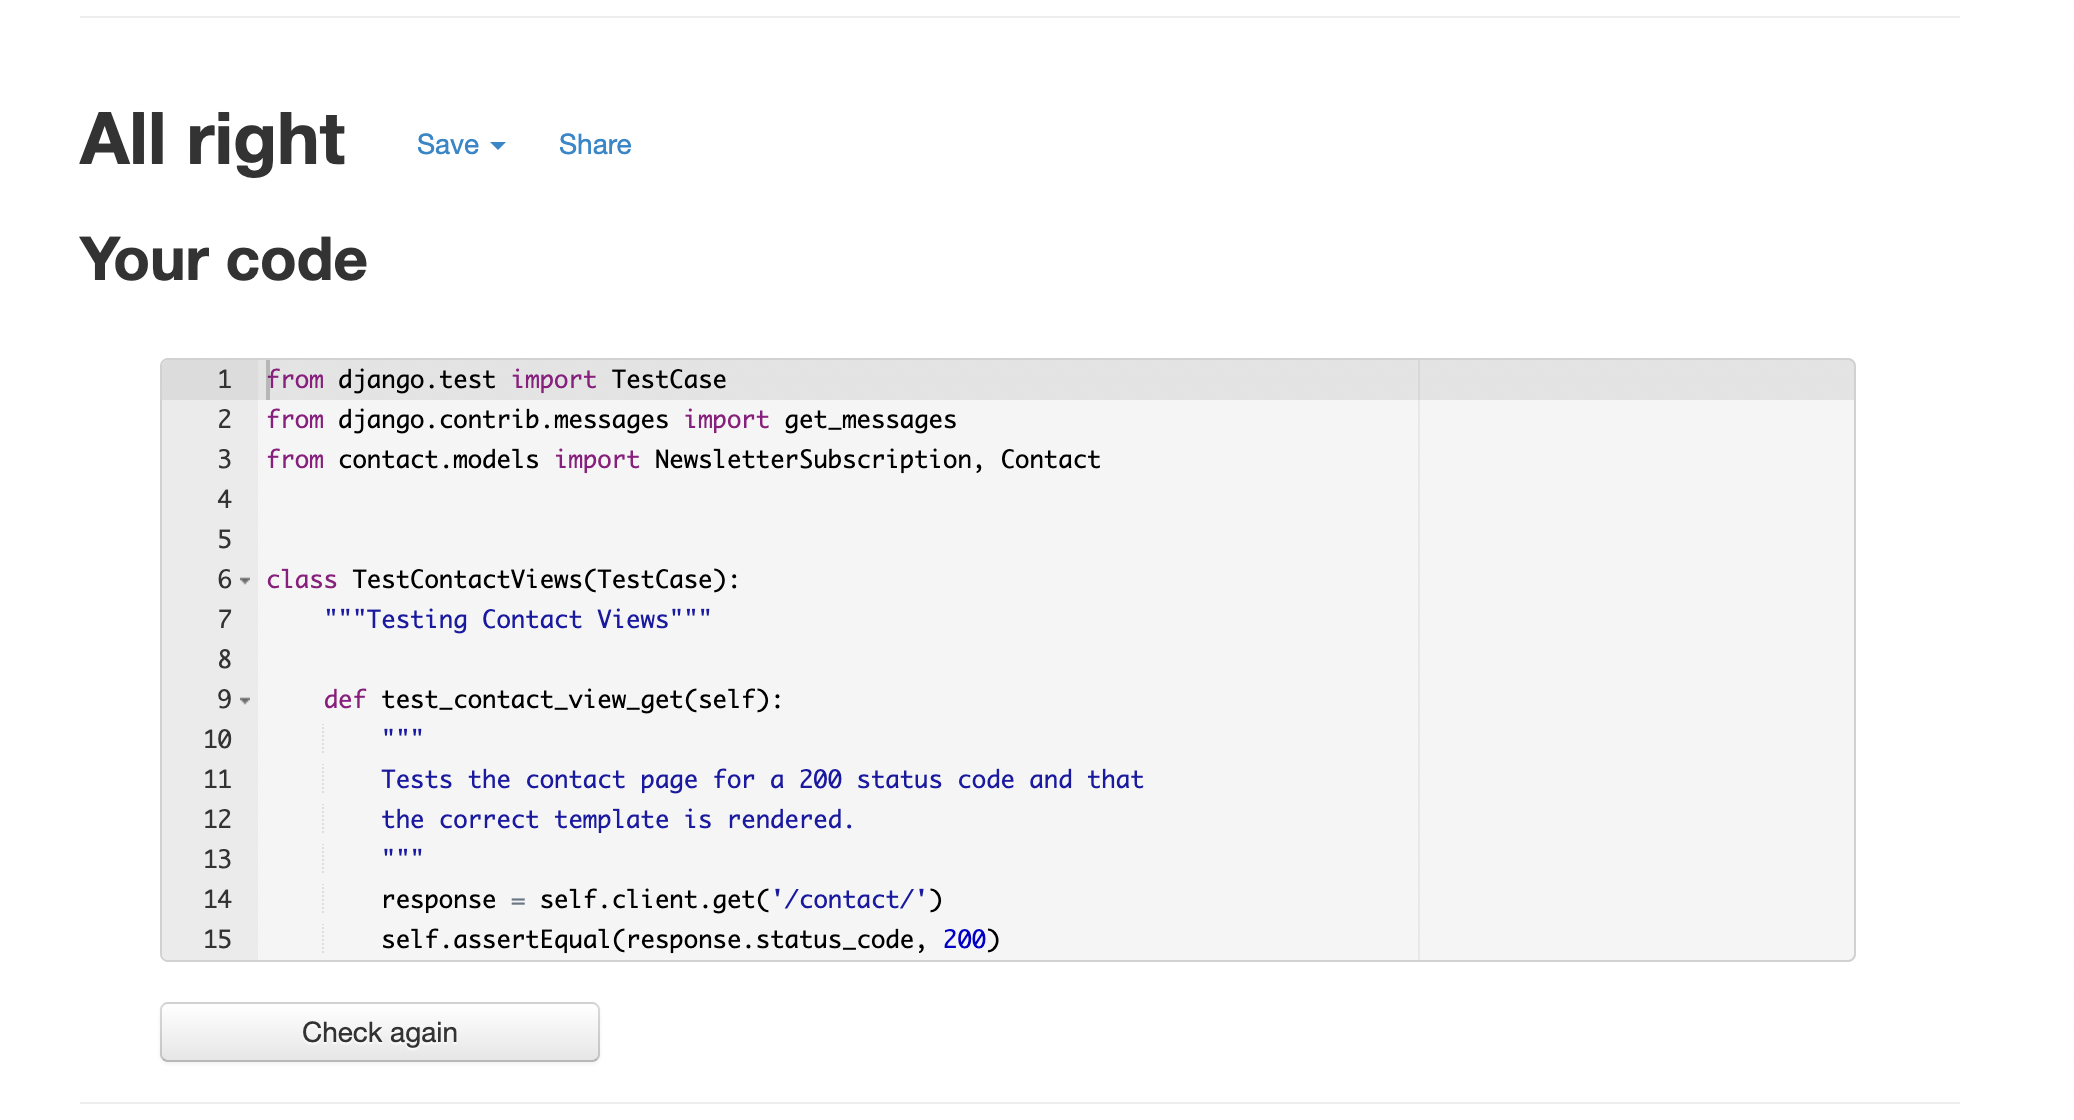 All right Save Share
Your code
1 from django.test import TestCase
2 from django.contrib.messages import get_messages
3 from contact.models import NewsletterSubscription, Contact
4
5
6 class TestContactViews(TestCase):
7     """Testing Contact Views"""
8
9     def test_contact_view_get(self):
10         """
11         Tests the contact page for a 200 status code and that
12         the correct template is rendered.
13         """
14         response = self.client.get('/contact/')
15         self.assertEqual(response.status_code, 200)
Check again